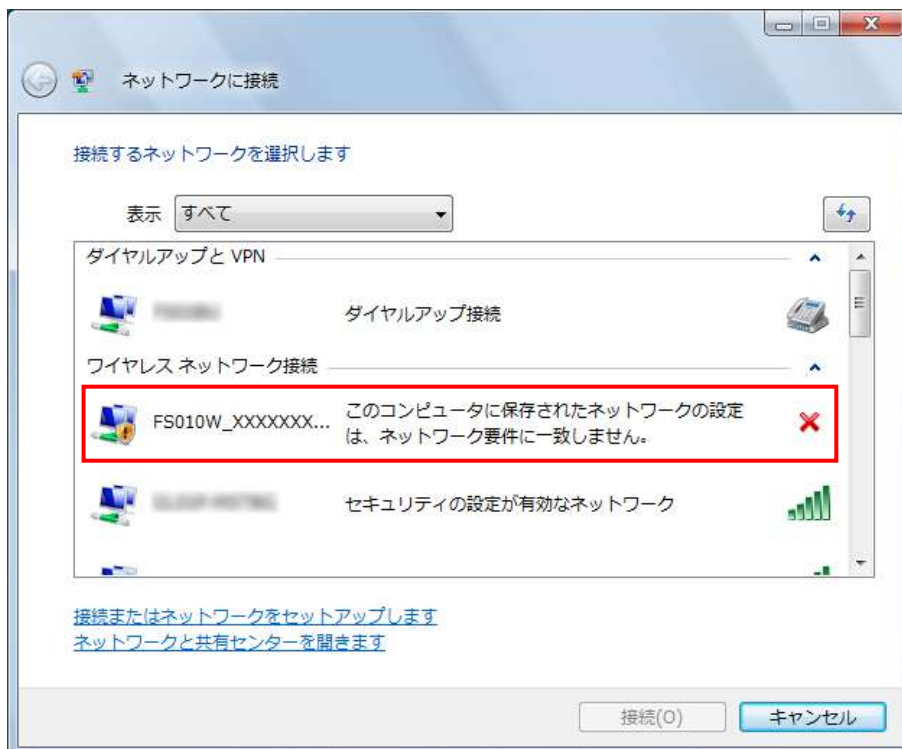 ネットワークに接続
接続するネットワークを選択します
表示 すべて
ダイヤルアップと VPN
ダイヤルアップ接続
ワイヤレス ネットワーク接続
FS010W_XXXXXXX... このコンピュータに保存されたネットワークの設定
は、ネットワーク要件に一致しません。
セキュリティの設定が有効なネットワーク
接続またはネットワークをセットアップします
ネットワークと共有センターを開きます
接続(O) キャンセル